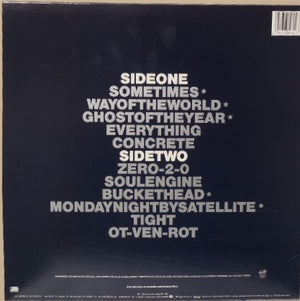 SIDEONE
SOMETIMES*
WAYOFTHEWORLD*
GHOSTOFTHEYEAR*
EVERYTHING
CONCRETE
SIDETWO
ZERO-2-0
SOULENGINE
BUCKETHEAD*
MONDAYNIGHTBYSATELLITE*
TIGHT
OT-VEN-ROT